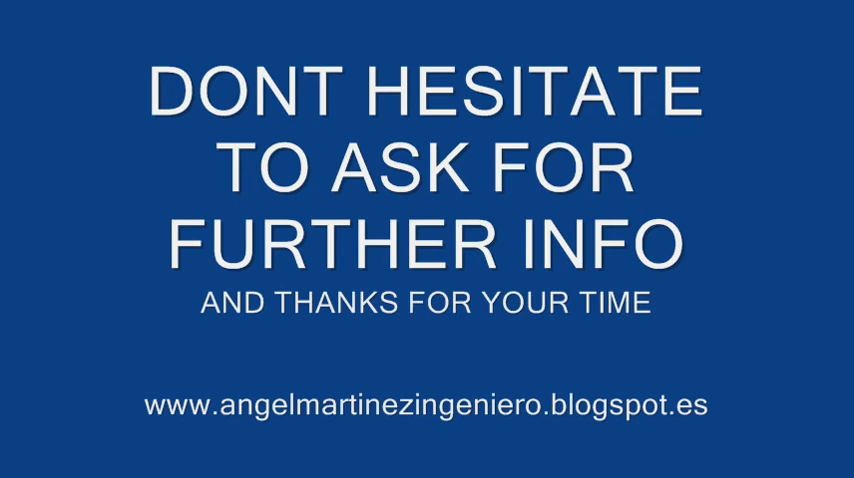 DONT HESITATE
TO ASK FOR
FURTHER INFO
AND THANKS FOR YOUR TIME
www.angelmartinezingeniero.blogspot.es